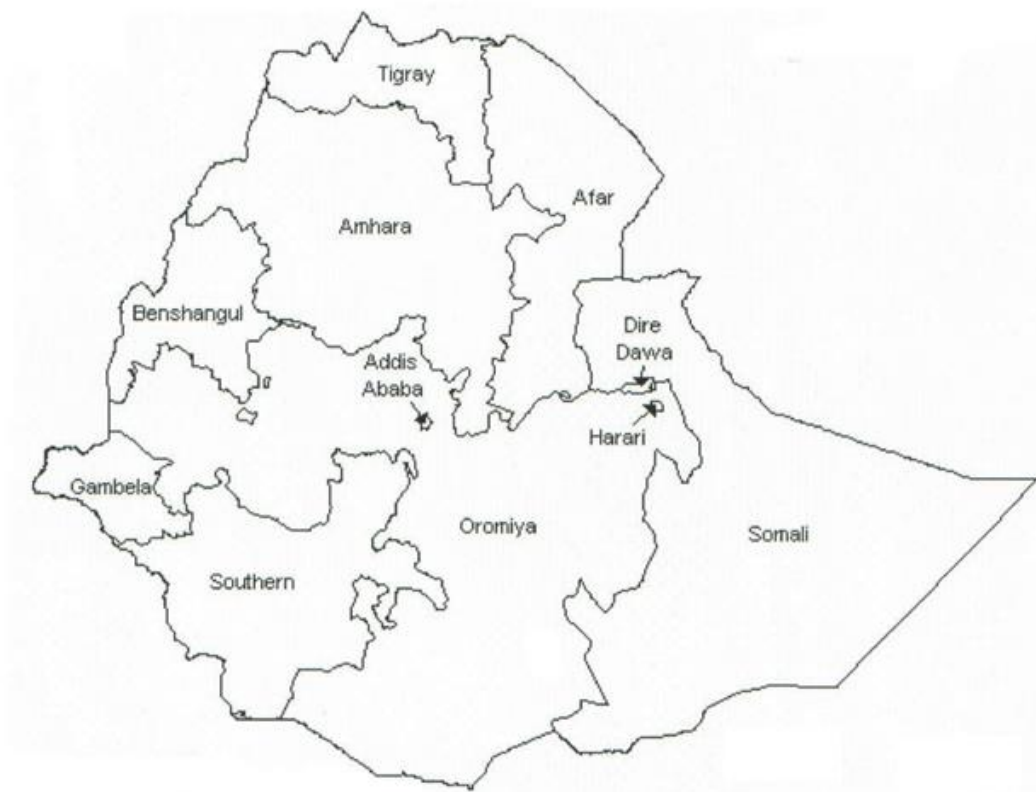 Tigray
Afar
Amhara
Benshangul
Dire
Dawa
Addis
Ababa
Harari
Gambela
Oromiya
Somali
Southern